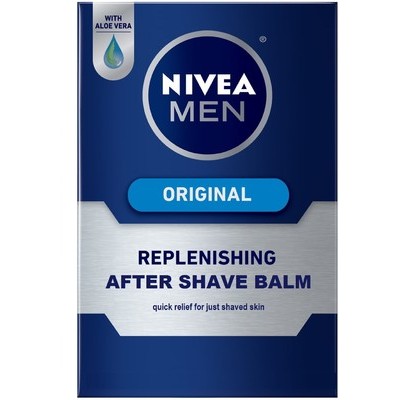 WITH
ALOE VERA
®
NIVEA
MEN
ORIGINAL
REPLENISHING
AFTER SHAVE BALM
quick relief for just shaved skin